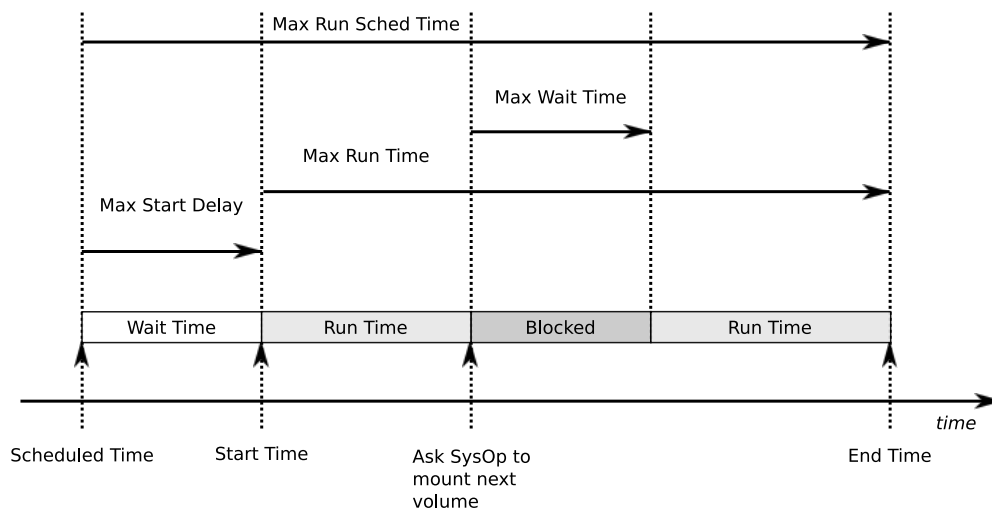 Max Run Sched Time
Max Wait Time
Max Run Time
Max Start Delay
Wait Time
Run Time
Blocked
Run Time
time
Scheduled Time
Start Time
Ask SysOp to
mount next
volume
End Time